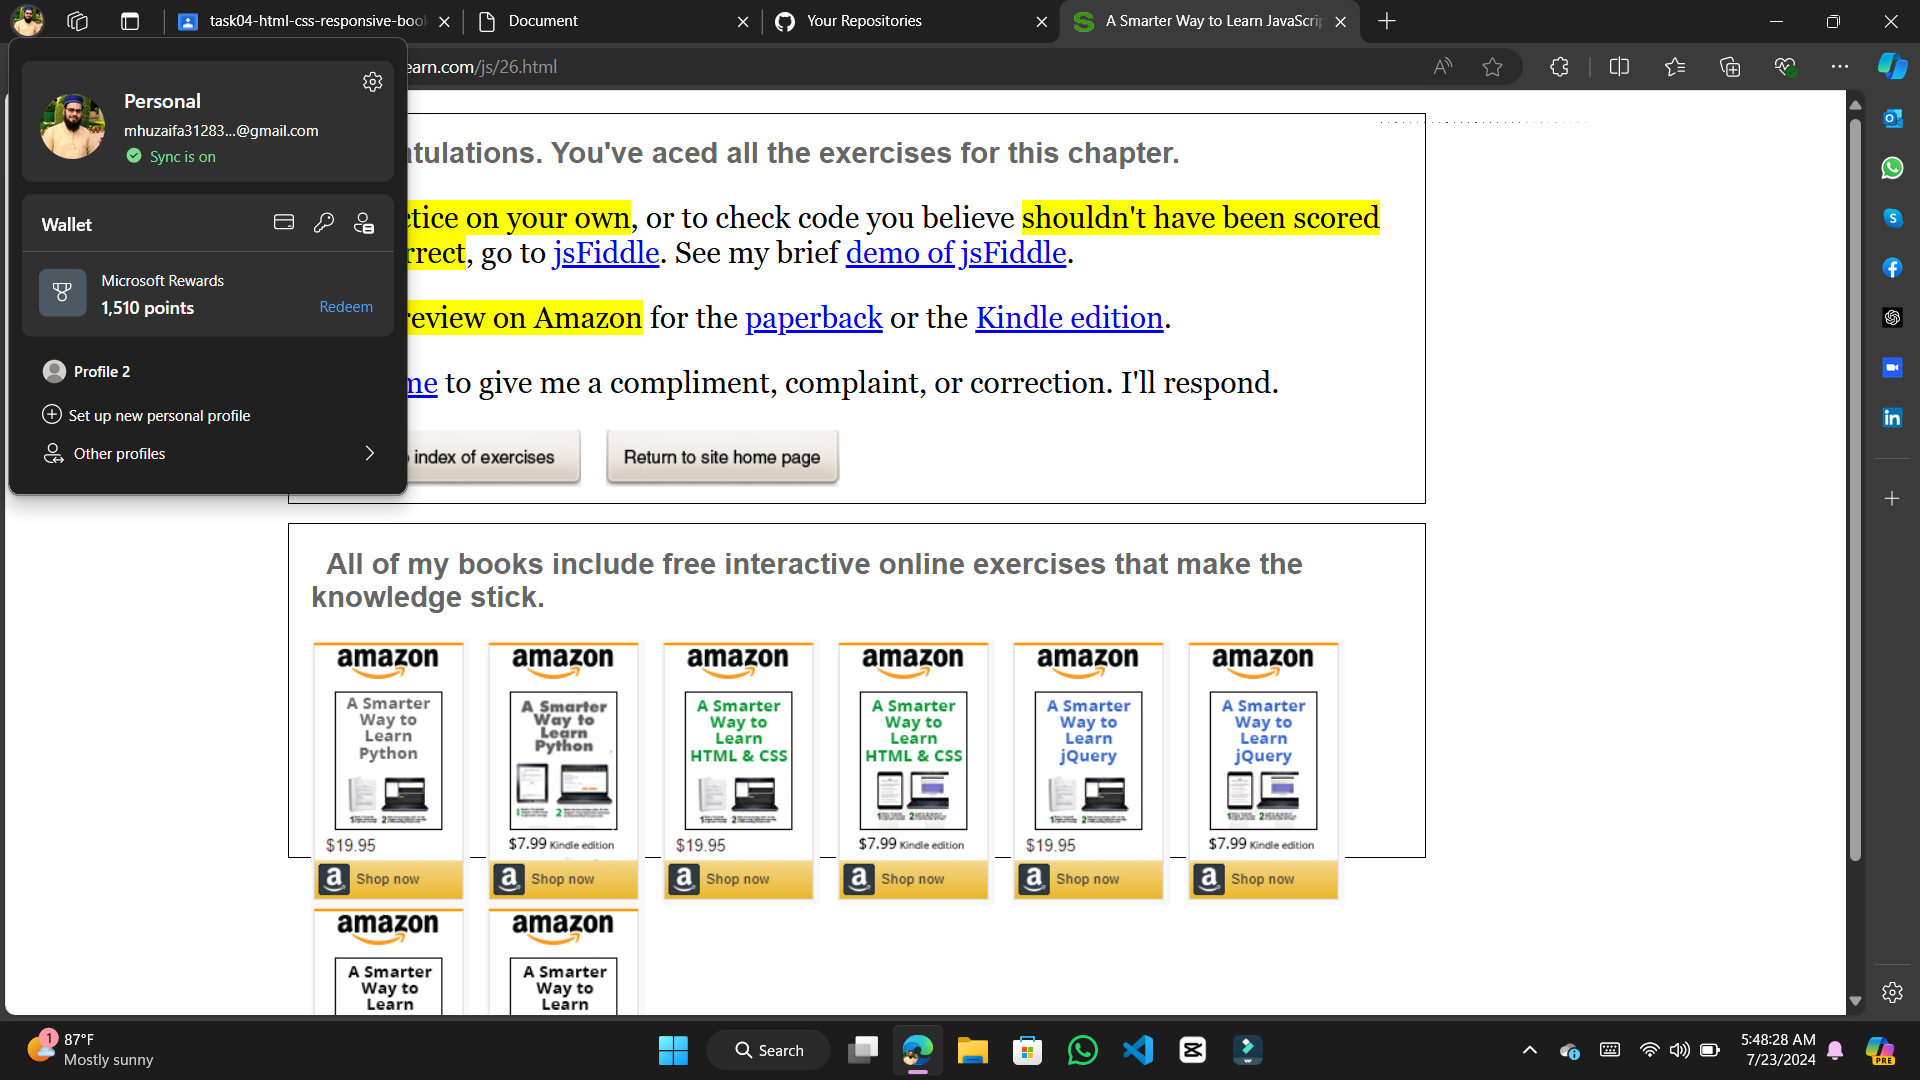 task04-html-css-responsive-boo
Document
Your Repositories
A Smarter Way to Learn JavaScrip
earn.com/js/26.html
Personal
mhuzaifa31283...@gmail.com
Sync is on
Wallet
Microsoft Rewards
1,510 points
Redeem
Profile 2
Set up new personal profile
Other profiles
tulations. You've aced all the exercises for this chapter.
ctice on your own, or to check code you believe shouldn't have been scored
rrect, go to jsFiddle. See my brief demo of jsFiddle.
review on Amazon for the paperback or the Kindle edition.
me to give me a compliment, complaint, or correction. I'll respond.
index of exercises
Return to site home page
All of my books include free interactive online exercises that make the
knowledge stick.
amazon amazon amazon amazon amazon amazon
A Smarter A Smarter A Smarter A Smarter A Smarter A Smarter
Way to Way to Way to Way to Way to Way to
Learn Learn Learn Learn Learn Learn
Python Python HTML & CSS HTML & CSS jQuery jQuery
$19.95 $7.99 Kindle edition $19.95 $7.99 Kindle edition $19.95 $7.99 Kindle edition
a Shop now a Shop now a Shop now a Shop now a Shop now a Shop now
amazon amazon
A Smarter A Smarter
Way to Way to
Learn Learn
1
87°F
Mostly sunny
Search
5:48:28 AM
7/23/2024
PRE